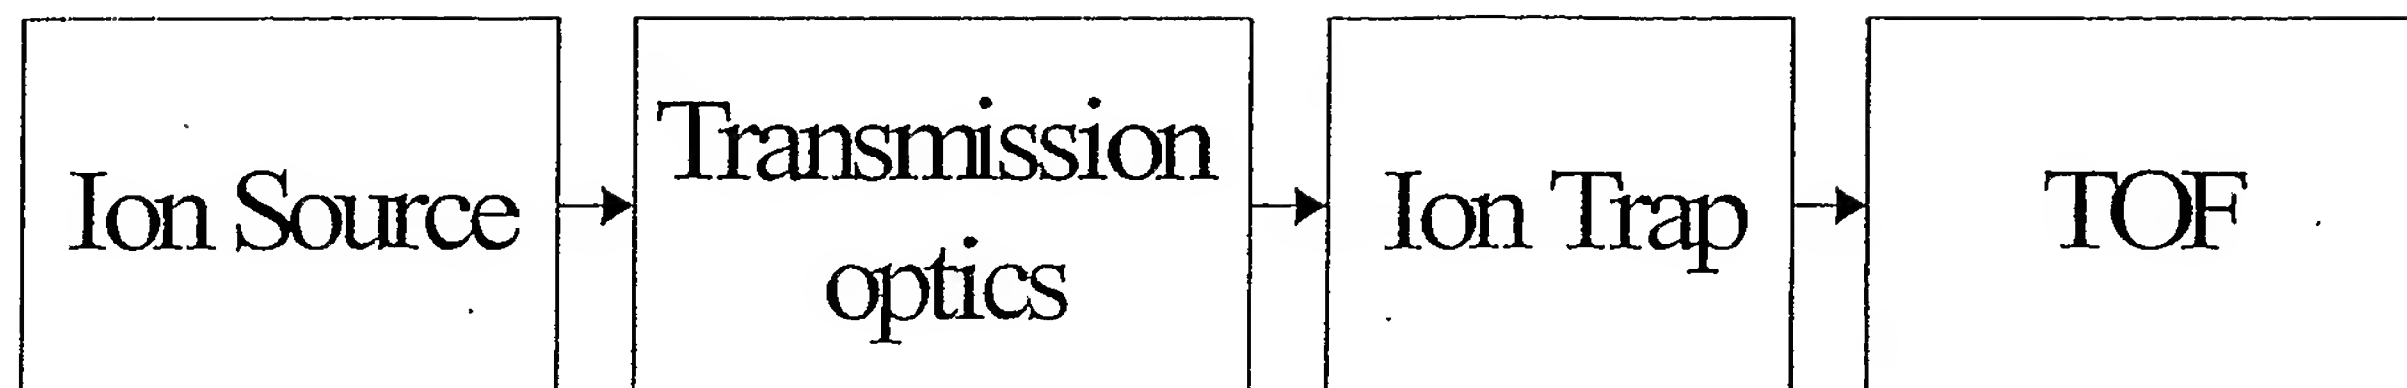 Ion Source
Transmission
optics
Ion Trap
TOF